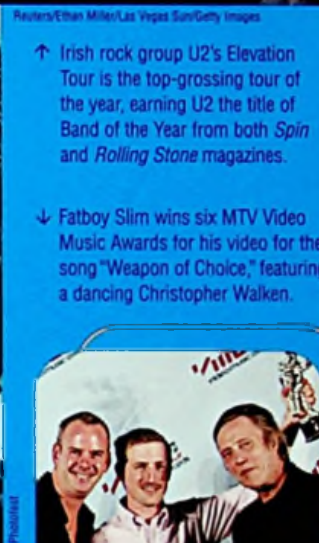 Reuters/Ethan Miller/Las Vegas Sun/Getty Images
↑ Irish rock group U2's Elevation
Tour is the top-grossing tour of
the year, earning U2 the title of
Band of the Year from both Spin
and Rolling Stone magazines.
↓ Fatboy Slim wins six MTV Video
Music Awards for his video for the
song "Weapon of Choice," featuring
a dancing Christopher Walken.
Photofest